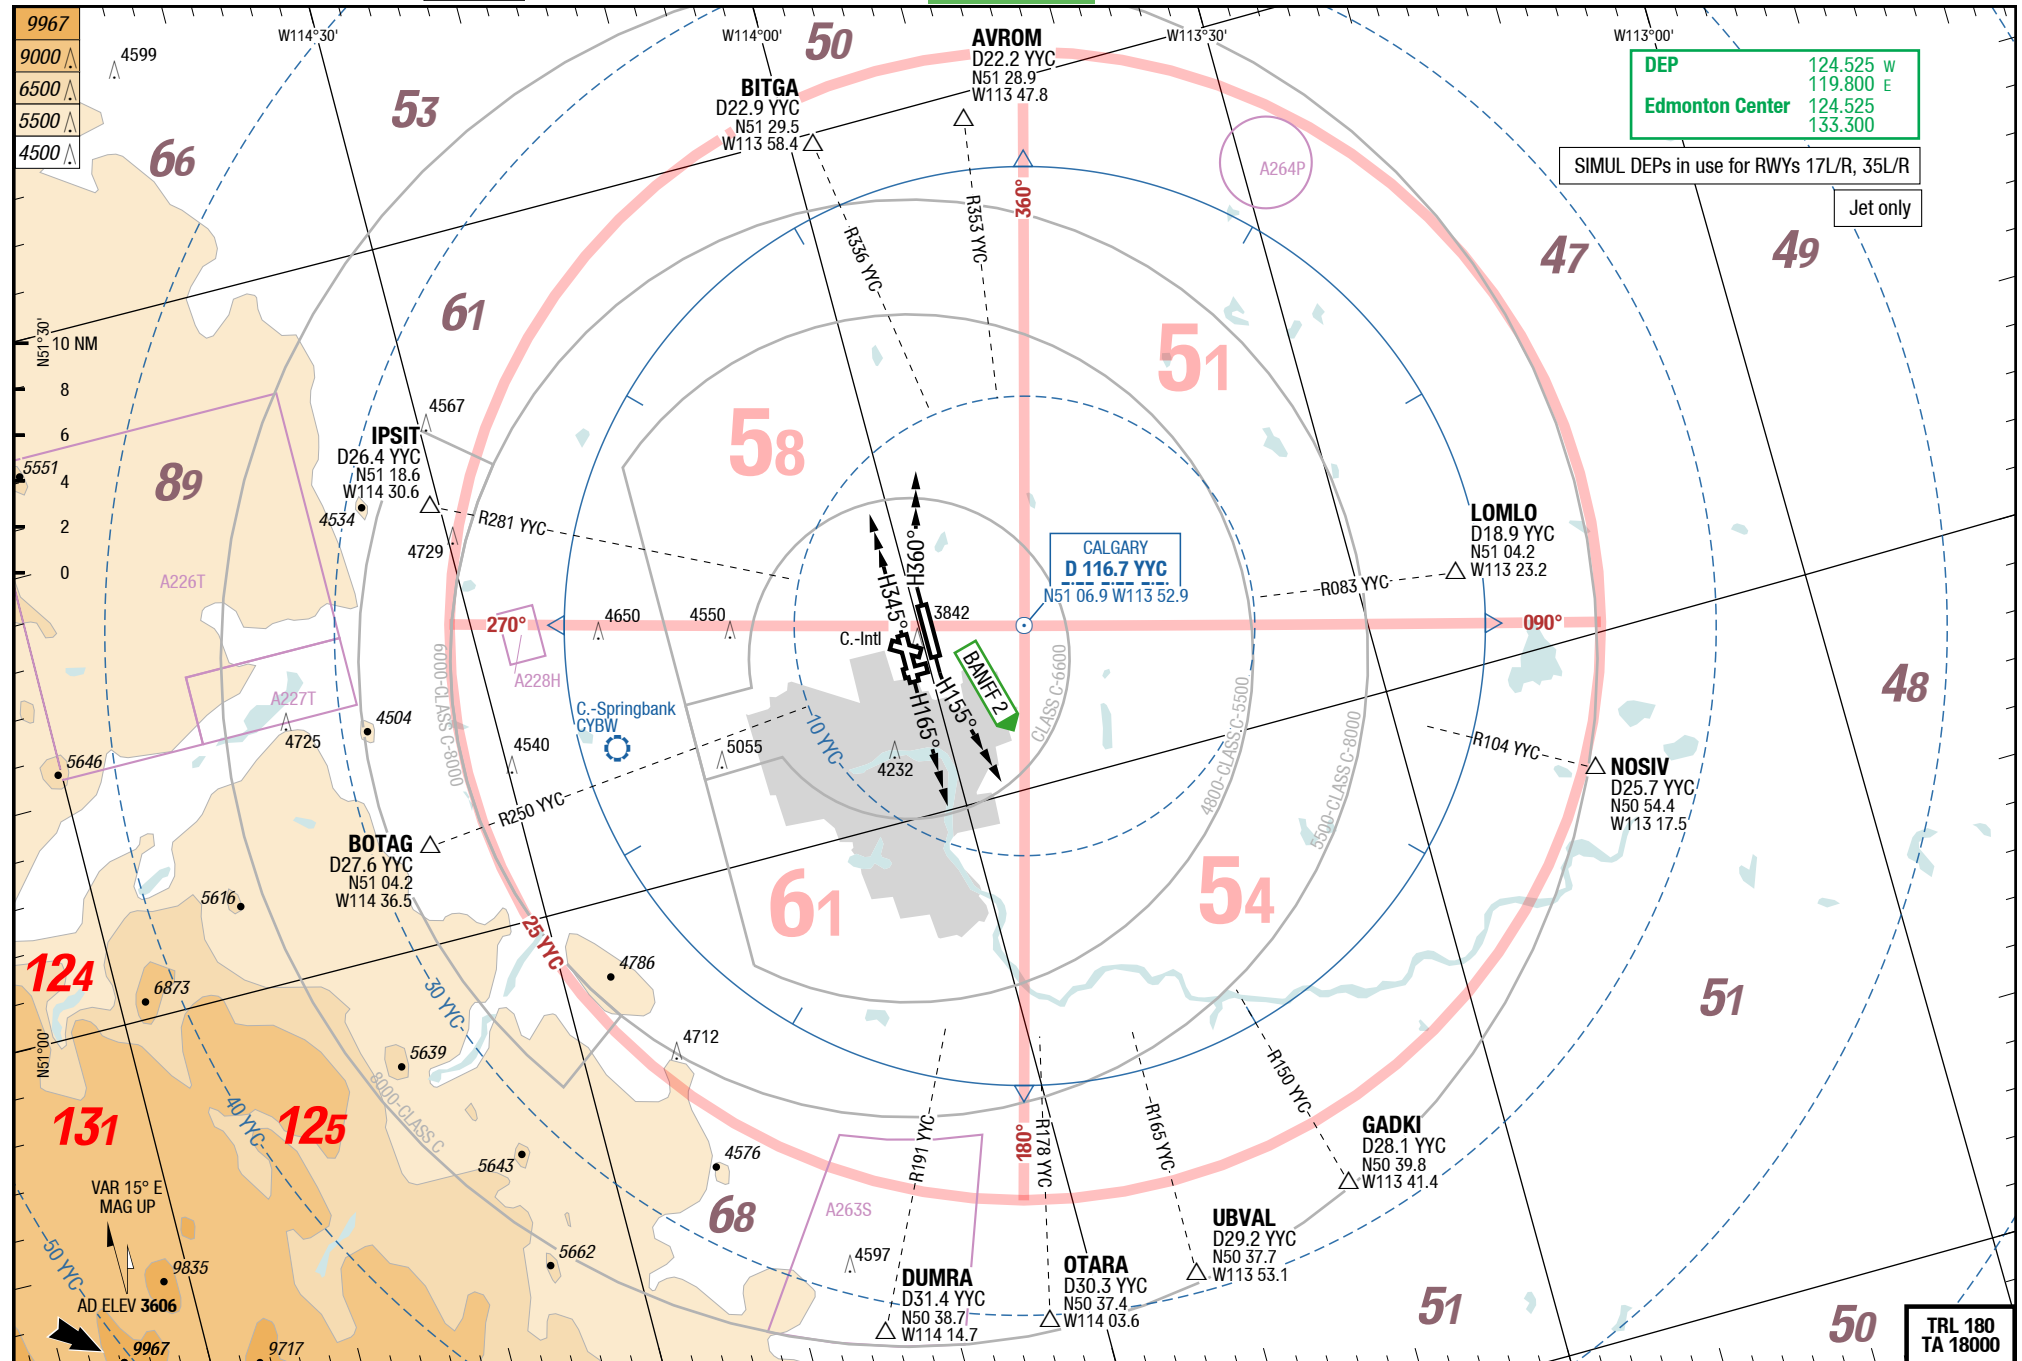 9967
9000
6500
5500
4500
4599
W114°30'
W114°00'
W113°30'
W113°00'
53
50
66
61
AVROM
D22.2 YYC
N51 28.9
W113 47.8
BITGA
D22.9 YYC
N51 29.5
W113 58.4
DEP 124.525 W
119.800 E
Edmonton Center 124.525
133.300
SIMUL DEPs in use for RWYs 17L/R, 35L/R
Jet only
A264P
47
49
360°
R353 YYC
R336 YYC
N51°30'
10 NM
8
6
4
2
0
51
58
4567
IPSIT
D26.4 YYC
N51 18.6
W114 30.6
5551
89
4534
4729
R281 YYC
A226T
LOMLO
D18.9 YYC
N51 04.2
W113 23.2
R083 YYC
CALGARY
D 116.7 YYC
N51 06.9 W113 52.9
H360°
H345°
3842
C.-Intl
270°
4650
4550
090°
A228H
A227T
4725
4504
C.-Springbank
CYBW
4540
5055
4232
BANFF 2
H155°
H165°
10 YYC
CLASS C-6600
4800-CLASS C-5500
5500-CLASS C-8000
6000-CLASS C-8000
48
R104 YYC
NOSIV
D25.7 YYC
N50 54.4
W113 17.5
5646
R250 YYC
BOTAG
D27.6 YYC
N51 04.2
W114 36.5
61
54
5616
25 YYC
4786
124
6873
30 YYC
51
4712
5639
N51°00'
8000-CLASS C
131
125
40 YYC
R191 YYC
180°
R178 YYC
R165 YYC
R150 YYC
GADKI
D28.1 YYC
N50 39.8
W113 41.4
5643
4576
VAR 15° E
MAG UP
68
A263S
UBVAL
D29.2 YYC
N50 37.7
W113 53.1
50 YYC
9835
5662
4597
OTARA
D30.3 YYC
N50 37.4
W114 03.6
DUMRA
D31.4 YYC
N50 38.7
W114 14.7
AD ELEV 3606
9967
9717
51
50
TRL 180
TA 18000